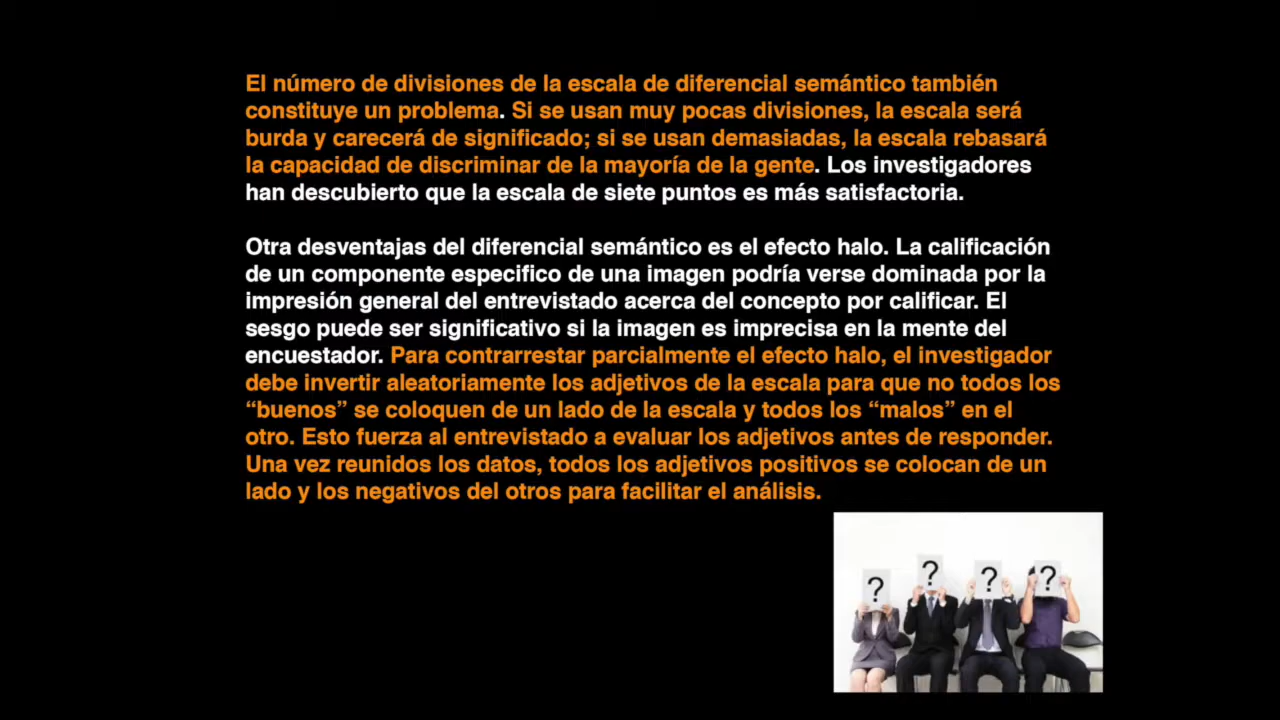 El número de divisiones de la escala de diferencial semántico también
constituye un problema. Si se usan muy pocas divisiones, la escala será
burda y carecerá de significado; si se usan demasiadas, la escala rebasará
la capacidad de discriminar de la mayoría de la gente. Los investigadores
han descubierto que la escala de siete puntos es más satisfactoria.
Otra desventajas del diferencial semántico es el efecto halo. La calificación
de un componente especifico de una imagen podría verse dominada por la
impresión general del entrevistado acerca del concepto por calificar. El
sesgo puede ser significativo si la imagen es imprecisa en la mente del
encuestador. Para contrarrestar parcialmente el efecto halo, el investigador
debe invertir aleatoriamente los adjetivos de la escala para que no todos los
“buenos” se coloquen de un lado de la escala y todos los “malos” en el
otro. Esto fuerza al entrevistado a evaluar los adjetivos antes de responder.
Una vez reunidos los datos, todos los adjetivos positivos se colocan de un
lado y los negativos del otros para facilitar el análisis.
? ? ? ?